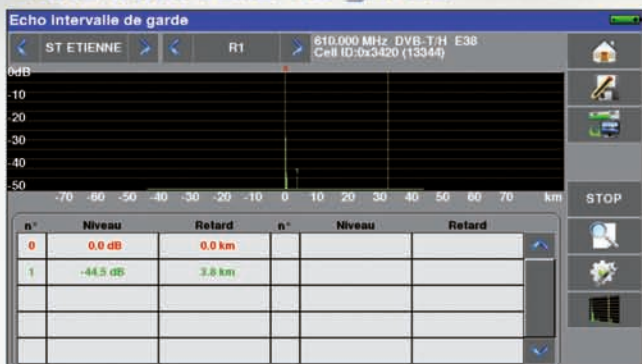 Echo intervalle de garde
ST ETIENNE R1 610.000 MHz DVB-T/H E38
Cell ID:0x3420 (13344)
0dB
-10
-20
-30
-40
-50
-70 -60 -50 -40 -30 -20 -10 0 10 20 30 40 50 60 70 km
STOP
n° Niveau Retard n° Niveau Retard
0 0.0 dB 0.0 km
1 -44.5 dB 3.8 km